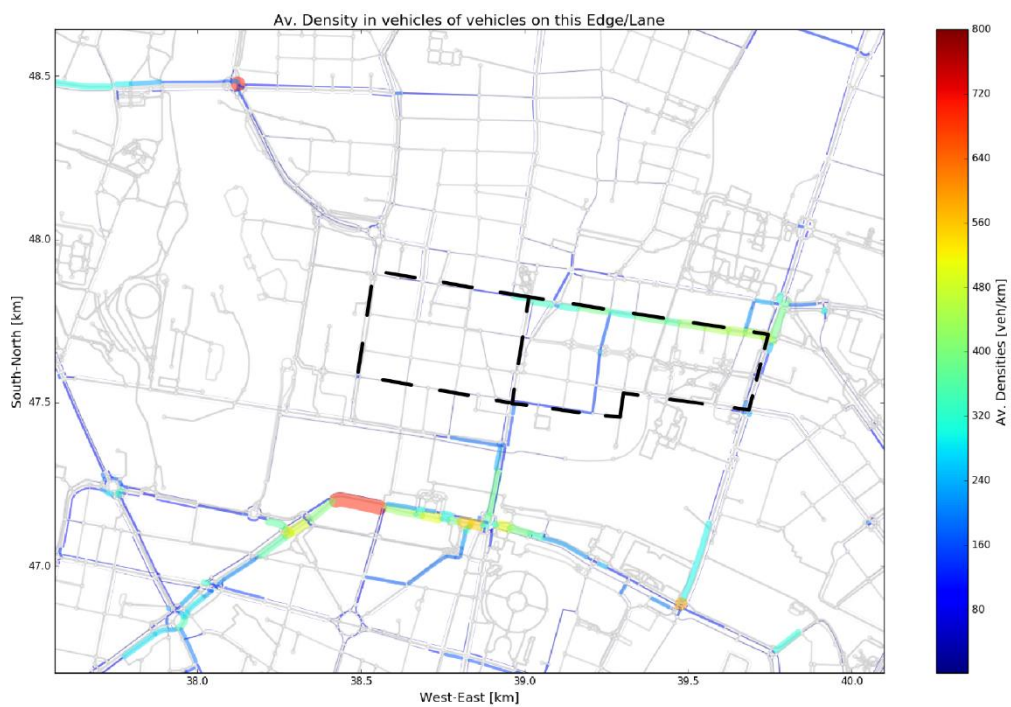 Av. Density in vehicles of vehicles on this Edge/Lane
48.5
48.0
47.5
47.0
South-North [km]
38.0 38.5 39.0 39.5 40.0
West-East [km]
800
720
640
560
480
400
320
240
160
80
Av. Densities [veh/km]